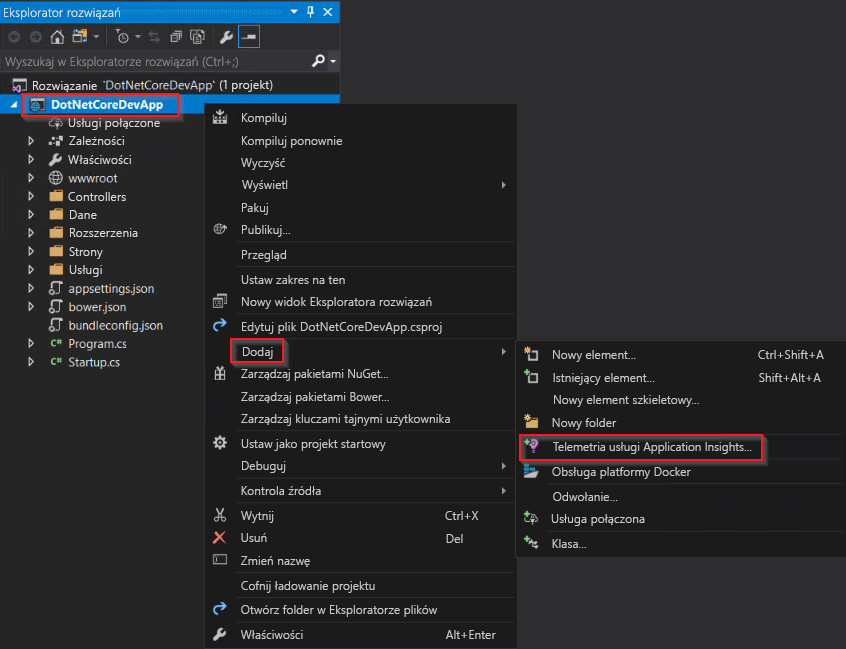 Eksplorator rozwiązań
Wyszukaj w Eksploratorze rozwiązań (Ctrl+;)
Rozwiązanie 'DotNetCoreDevApp' (1 projekt)
DotNetCoreDevApp
Usługi połączone
Zależności
Właściwości
wwwroot
Controllers
Dane
Rozszerzenia
Strony
Usługi
appsettings.json
bower.json
bundleconfig.json
C# Program.cs
C# Startup.cs
Kompiluj
Kompiluj ponownie
Wyczyść
Wyświetl
Pakuj
Publikuj...
Przegląd
Ustaw zakres na ten
Nowy widok Eksploratora rozwiązań
Edytuj plik DotNetCoreDevApp.csproj
Dodaj
Zarządzaj pakietami NuGet...
Zarządzaj pakietami Bower...
Zarządzaj kluczami tajnymi użytkownika
Ustaw jako projekt startowy
Debuguj
Kontrola źródła
Wytnij Ctrl+X
Usuń Del
Zmień nazwę
Cofnij ładowanie projektu
Otwórz folder w Eksploratorze plików
Właściwości Alt+Enter
Nowy element... Ctrl+Shift+A
Istniejący element... Shift+Alt+A
Nowy element szkieletowy...
Nowy folder
Telemetria usługi Application Insights...
Obsługa platformy Docker
Odwołanie...
Usługa połączona
Klasa...